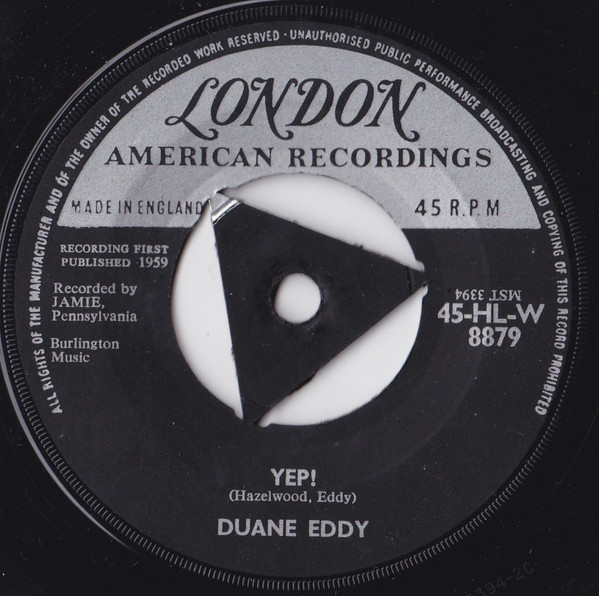 ALL RIGHTS OF THE MANUFACTURER AND OF THE OWNER OF THE RECORDED WORK RESERVED · UNAUTHORISED PUBLIC PERFORMANCE BROADCASTING AND COPYING OF THIS RECORD PROHIBITED
LONDON
AMERICAN RECORDINGS
MADE IN ENGLAND
45 R.P.M
RECORDING FIRST
PUBLISHED 1959
Recorded by
JAMIE,
Pennsylvania
Burlington
Music
MST 3394
45-HL-W
8879
YEP!
(Hazelwood, Eddy)
DUANE EDDY